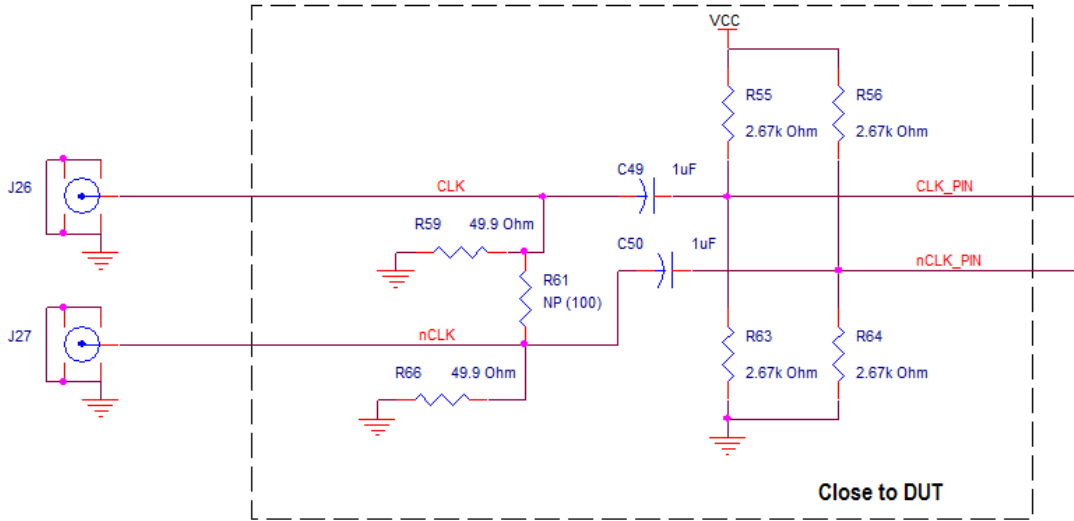 VCC
R55
R56
2.67k Ohm
2.67k Ohm
C49
1uF
J26
CLK
CLK_PIN
R59
49.9 Ohm
C50
1uF
nCLK_PIN
R61
NP (100)
J27
nCLK
R63
R64
2.67k Ohm
2.67k Ohm
R66
49.9 Ohm
Close to DUT